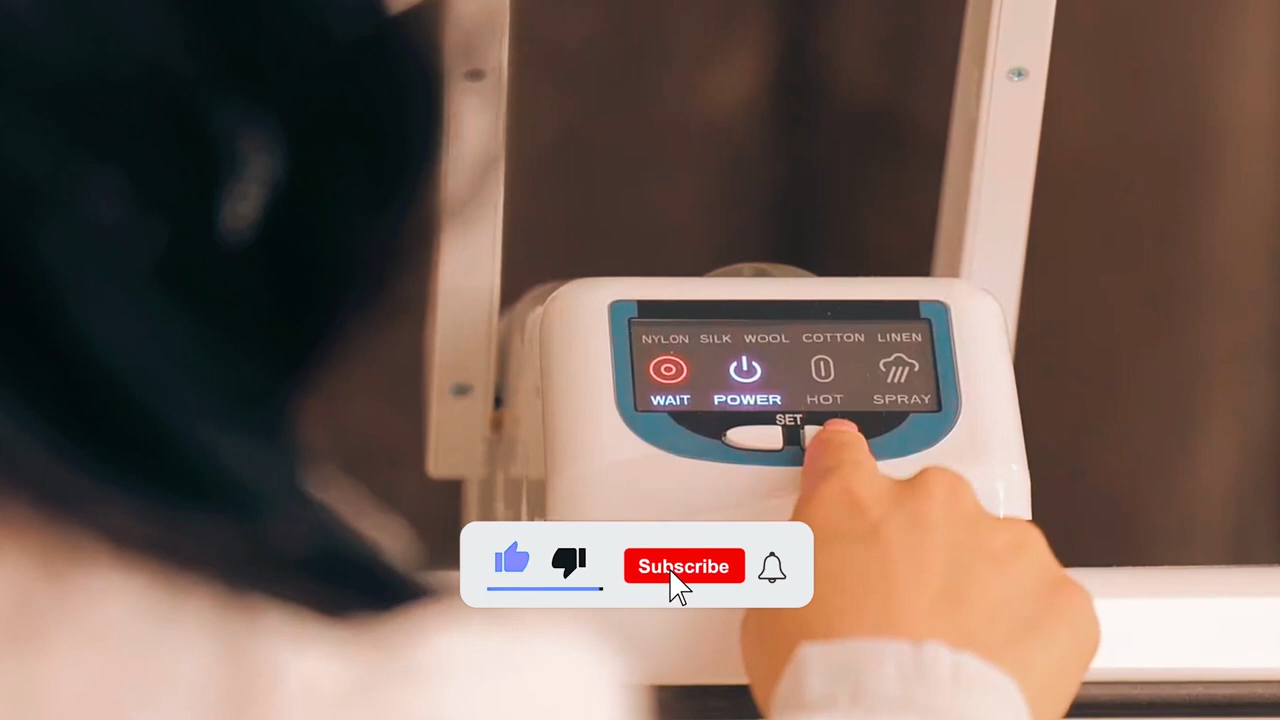 NYLON SILK WOOL COTTON LINEN
WAIT POWER HOT SPRAY
SET
Subscribe